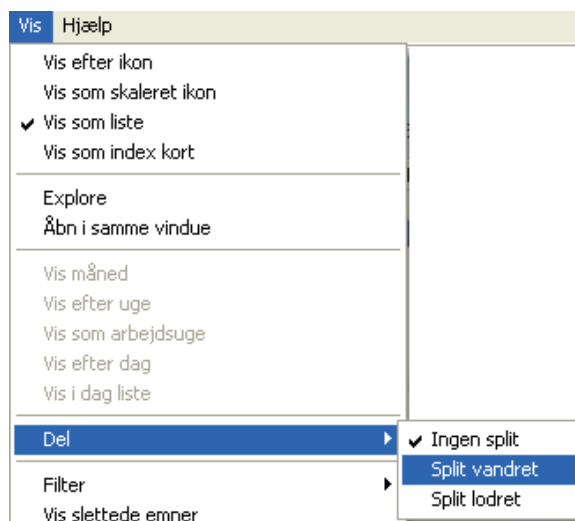 Vis Hjælp
Vis efter ikon
Vis som skaleret ikon
Vis som liste
Vis som index kort
Explore
Åbn i samme vindue
Vis måned
Vis efter uge
Vis som arbejdsuge
Vis efter dag
Vis i dag liste
Del
Ingen split
Split vandret
Split lodret
Filter
Vis slettede emner